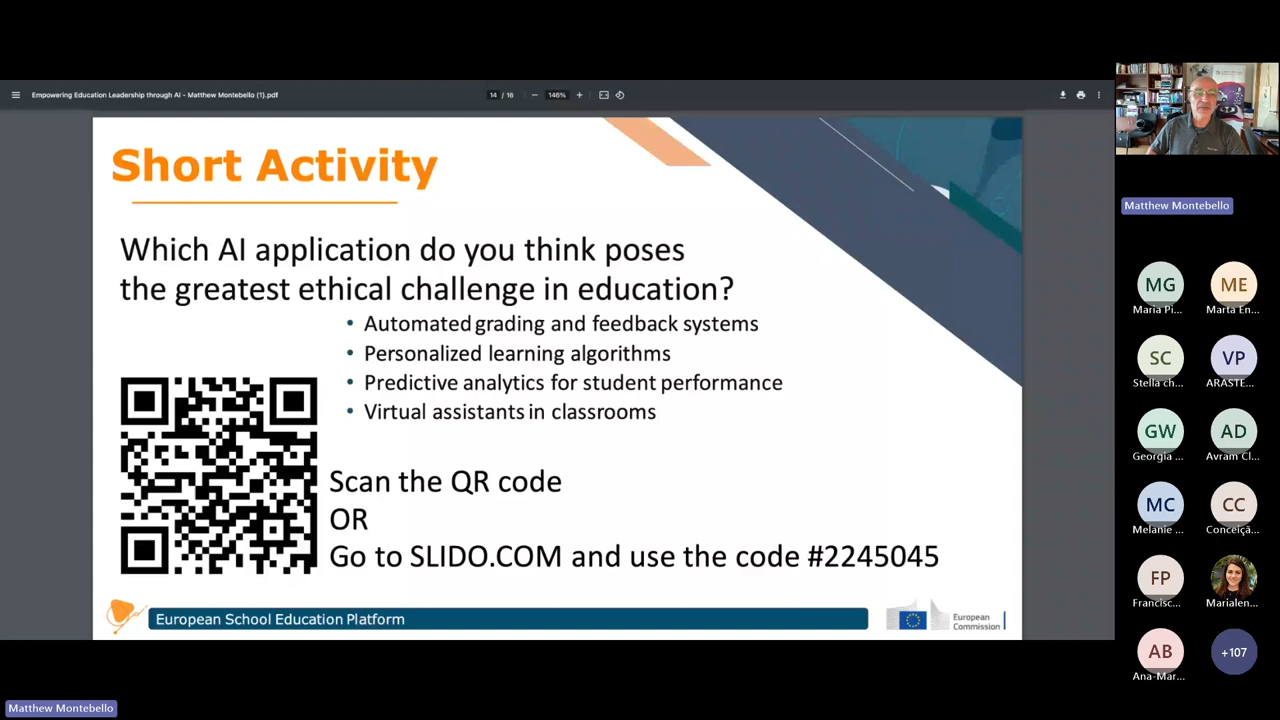 Empowering Education Leadership through AI - Matthew Montebello (1).pdf
14 / 16
146%
Short Activity
Which AI application do you think poses
the greatest ethical challenge in education?
• Automated grading and feedback systems
• Personalized learning algorithms
• Predictive analytics for student performance
• Virtual assistants in classrooms
Scan the QR code
OR
Go to SLIDO.COM and use the code #2245045
European School Education Platform
European
Commission
Matthew Montebello
MG
Maria Pi...
ME
Marta En...
SC
Stella ch...
VP
ARASTE...
GW
Georgia ...
AD
Avram Cl...
MC
Melanie ...
CC
Conceiçã...
FP
Francisc...
Marialen...
AB
Ana-Mar...
+107
Matthew Montebello